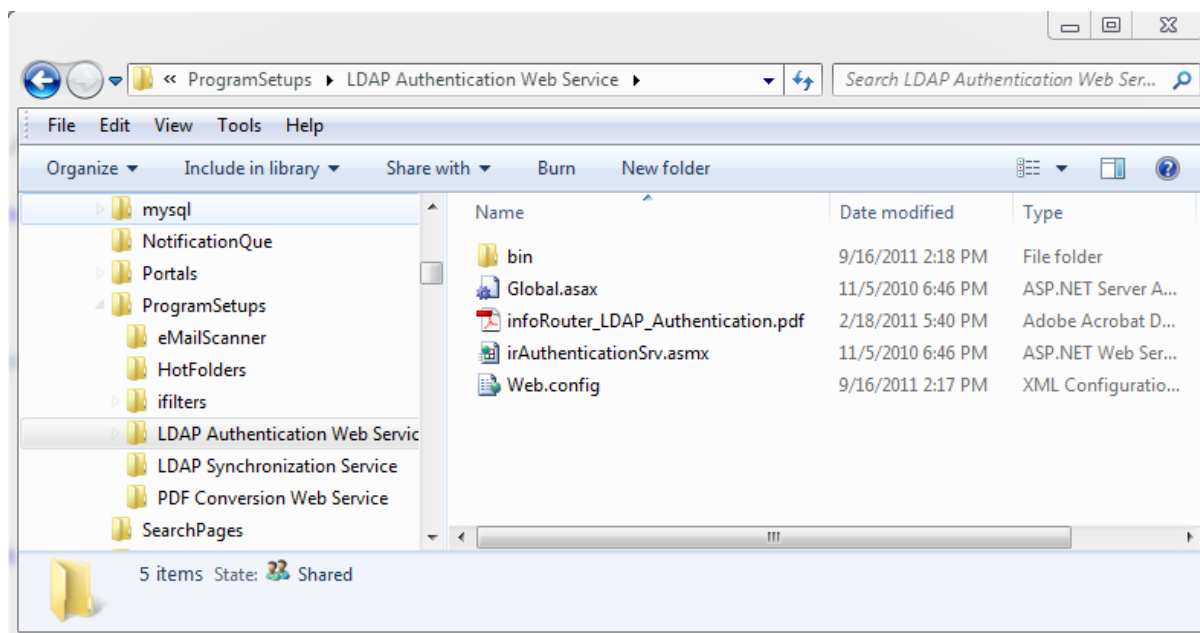 « ProgramSetups LDAP Authentication Web Service
Search LDAP Authentication Web Ser...
File Edit View Tools Help
Organize Include in library Share with Burn New folder
mysql
NotificationQue
Portals
ProgramSetups
eMailScanner
HotFolders
ifilters
LDAP Authentication Web Servic
LDAP Synchronization Service
PDF Conversion Web Service
SearchPages
Name Date modified Type
bin 9/16/2011 2:18 PM File folder
Global.asax 11/5/2010 6:46 PM ASP.NET Server A...
infoRouter_LDAP_Authentication.pdf 2/18/2011 5:40 PM Adobe Acrobat D...
irAuthenticationSrv.asmx 11/5/2010 6:46 PM ASP.NET Web Ser...
Web.config 9/16/2011 2:17 PM XML Configuratio...
5 items State: Shared